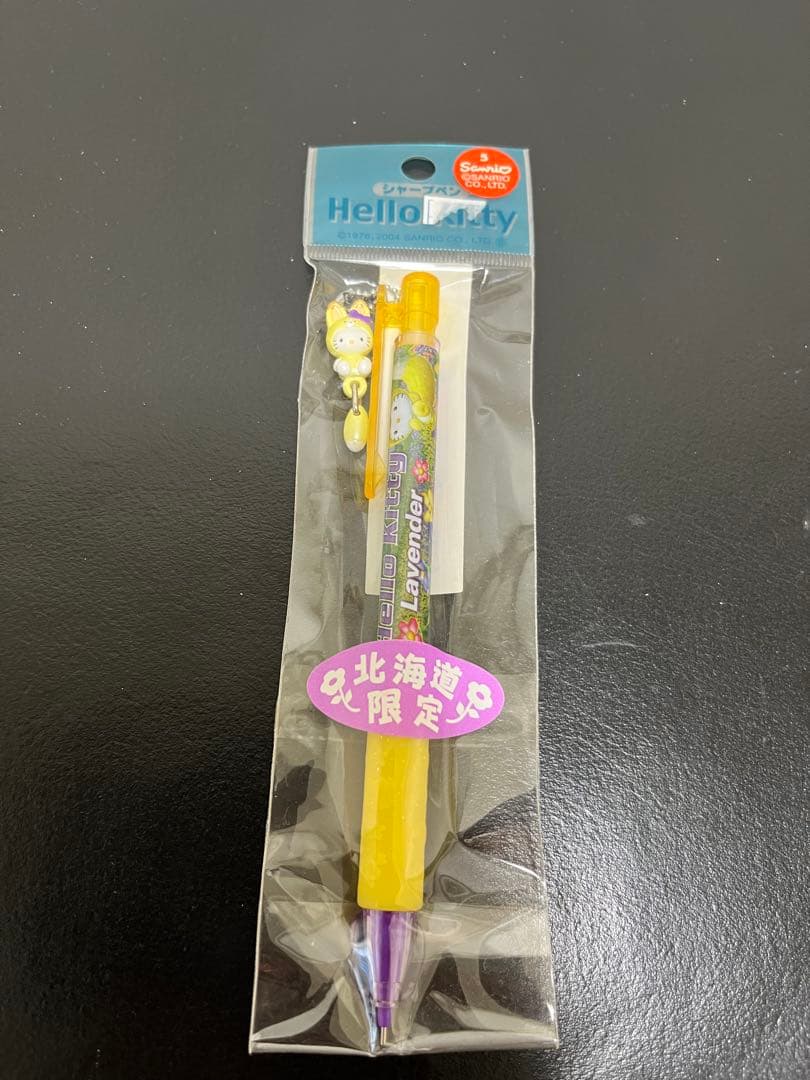 5
Sanrio
©SANRIO
CO., LTD.
シャープペン
Hello Kitty
©1976, 2004 SANRIO CO., LTD.
Hello Kitty
Lavender
北海道
限定